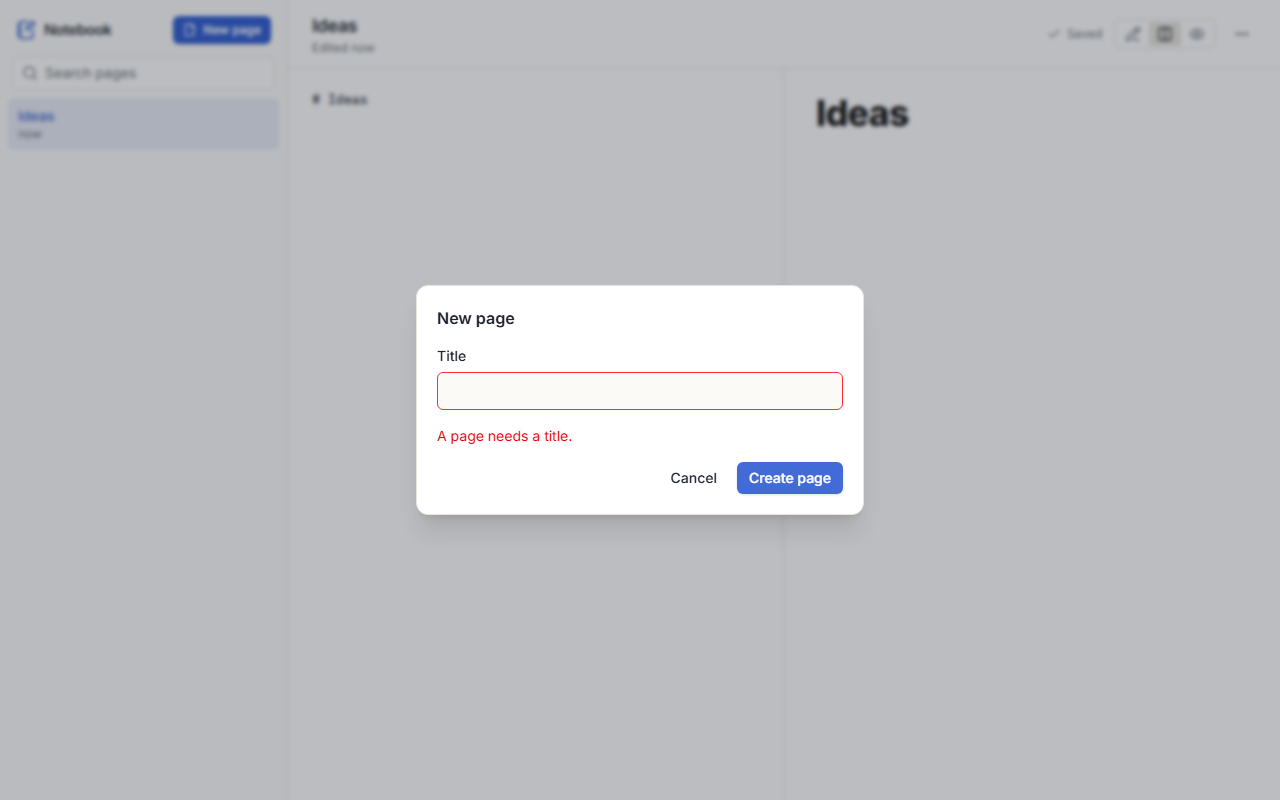 Notebook
New page
Search pages
Ideas
now
Ideas
Edited now
Saved
# Ideas
Ideas
New page
Title
A page needs a title.
Cancel
Create page